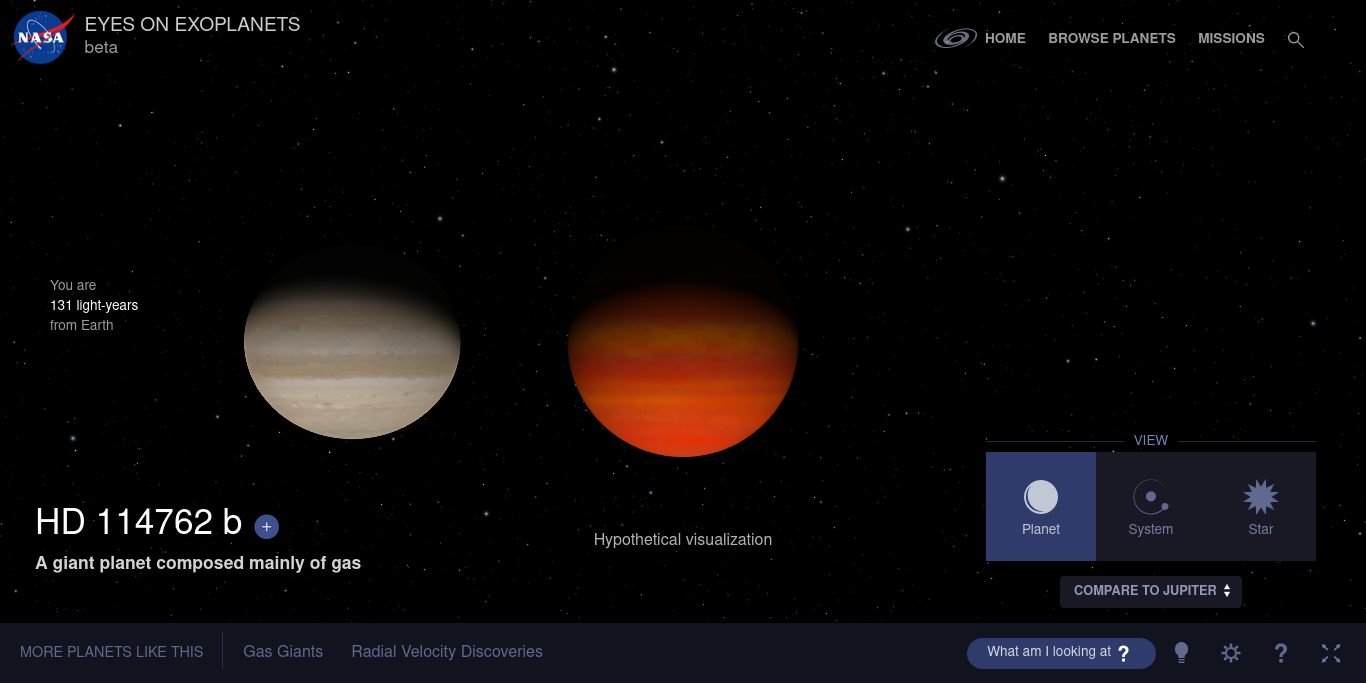 NASA
EYES ON EXOPLANETS
beta
HOME
BROWSE PLANETS
MISSIONS
You are
131 light-years
from Earth
VIEW
Planet
System
Star
HD 114762 b +
A giant planet composed mainly of gas
Hypothetical visualization
COMPARE TO JUPITER
MORE PLANETS LIKE THIS
Gas Giants
Radial Velocity Discoveries
What am I looking at ?
?